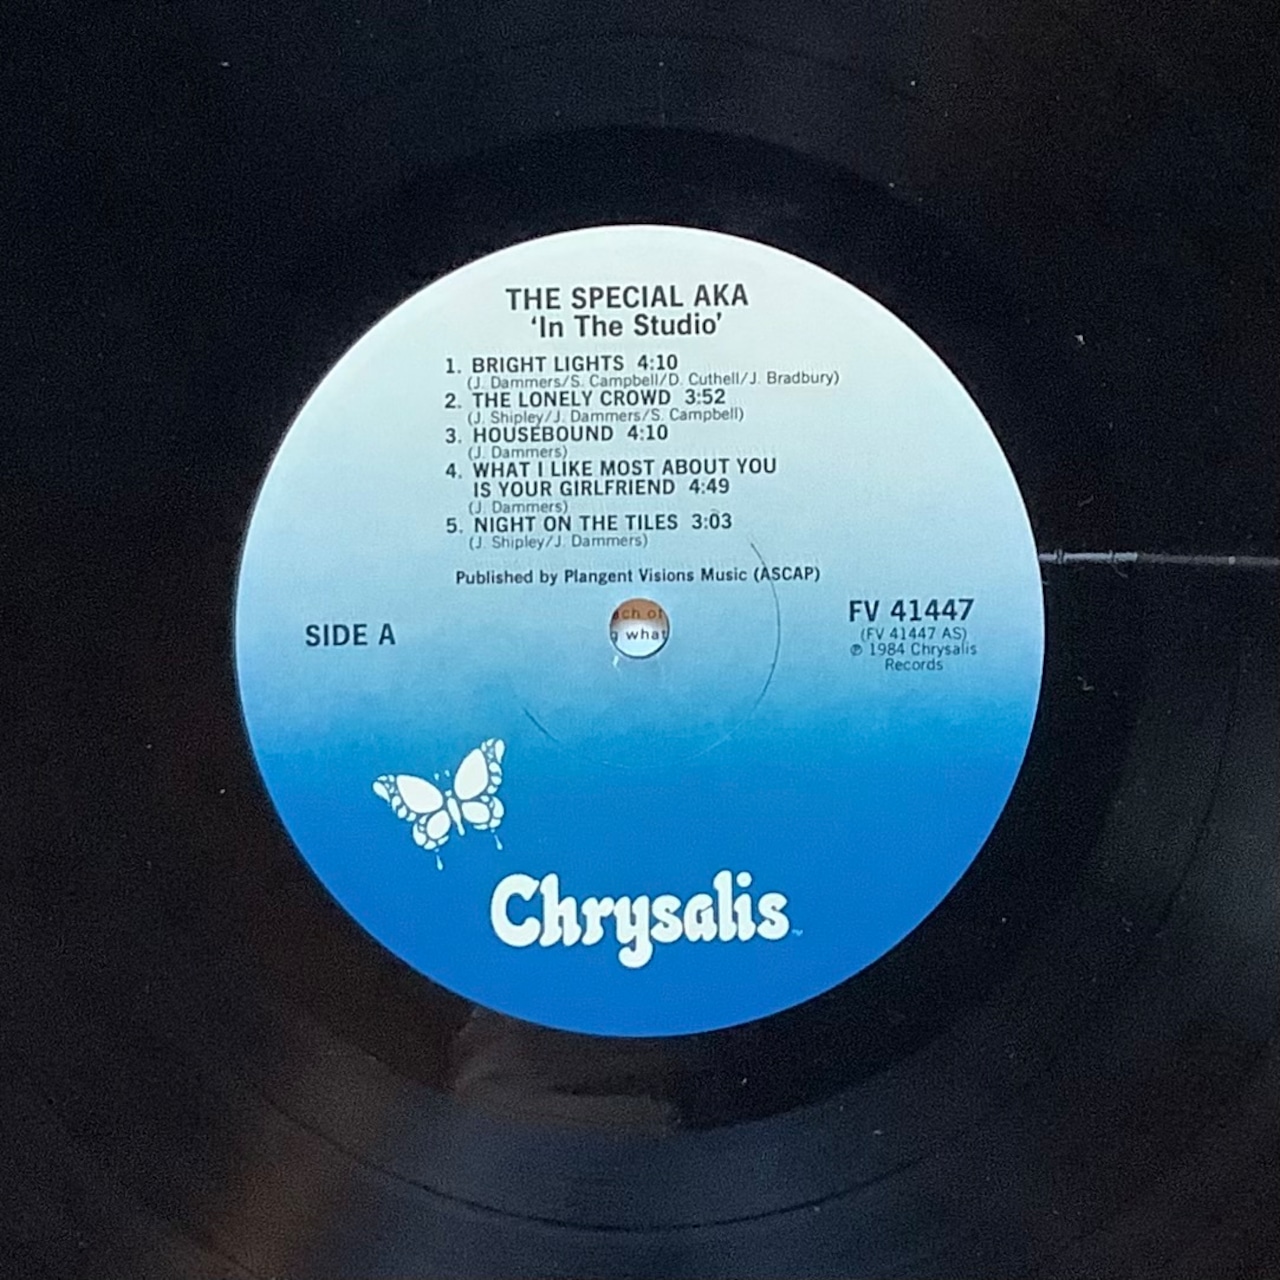 THE SPECIAL AKA
'In The Studio'
1. BRIGHT LIGHTS 4:10
(J. Dammers/S. Campbell/D. Cuthell/J. Bradbury)
2. THE LONELY CROWD 3:52
(J. Shipley/J. Dammers/S. Campbell)
3. HOUSEBOUND 4:10
(J. Dammers)
4. WHAT I LIKE MOST ABOUT YOU
IS YOUR GIRLFRIEND 4:49
(J. Dammers)
5. NIGHT ON THE TILES 3:03
(J. Shipley/J. Dammers)
Published by Plangent Visions Music (ASCAP)
SIDE A
what
FV 41447
(FV 41447 AS)
℗ 1984 Chrysalis
Records
Chrysalis